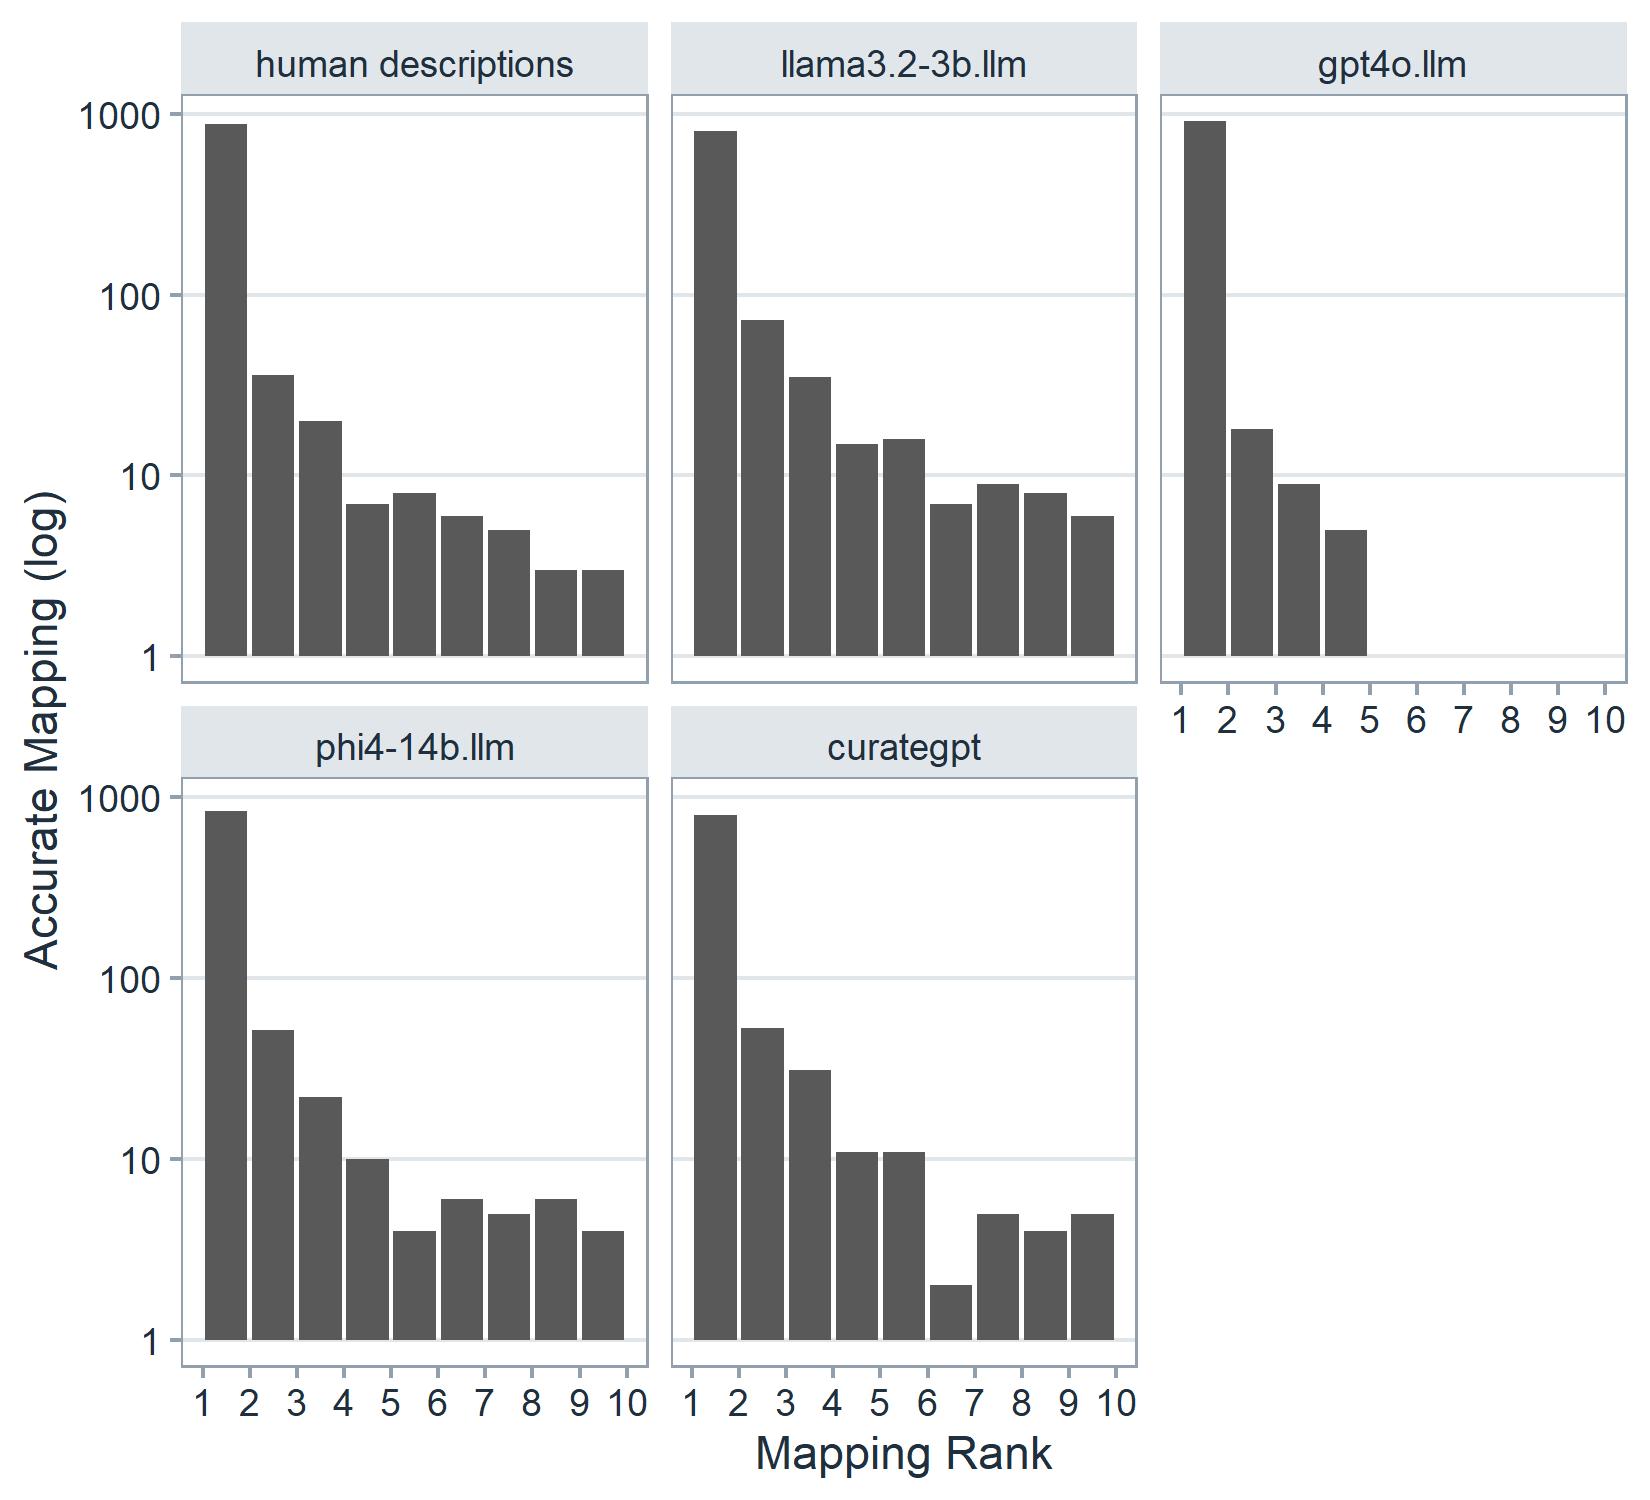 human descriptions
llama3.2-3b.llm
gpt4o.llm
1000
100
10
1
1 2 3 4 5 6 7 8 9 10
phi4-14b.llm
curategpt
1000
100
10
1
1 2 3 4 5 6 7 8 9 10
1 2 3 4 5 6 7 8 9 10
Mapping Rank
Accurate Mapping (log)